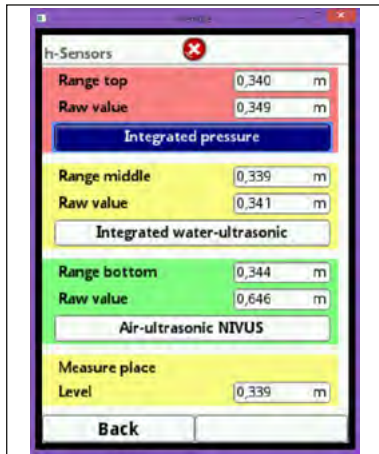 h-Sensors
Range top 0,340 m
Raw value 0,349 m
Integrated pressure
Range middle 0,339 m
Raw value 0,341 m
Integrated water-ultrasonic
Range bottom 0,344 m
Raw value 0,646 m
Air-ultrasonic NIVUS
Measure place
Level 0,339 m
Back